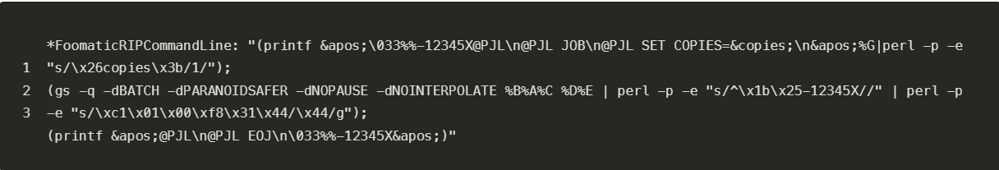 *FoomaticRIPCommandLine: "(printf &apos;\033%%-12345X@PJL\n@PJL JOB\n@PJL SET COPIES=&copies;\n&apos;%G|perl -p -e
1 "s/\x26copies\x3b/1/");
2 (gs -q -dBATCH -dPARANOIDSAFER -dNOPAUSE -dNOINTERPOLATE %B%A%C %D%E | perl -p -e "s/^\x1b\x25-12345X//" | perl -p
3 -e "s/\xc1\x01\x00\xf8\x31\x44/\x44/g");
(printf &apos;@PJL\n@PJL EOJ\n\033%%-12345X&apos;)"